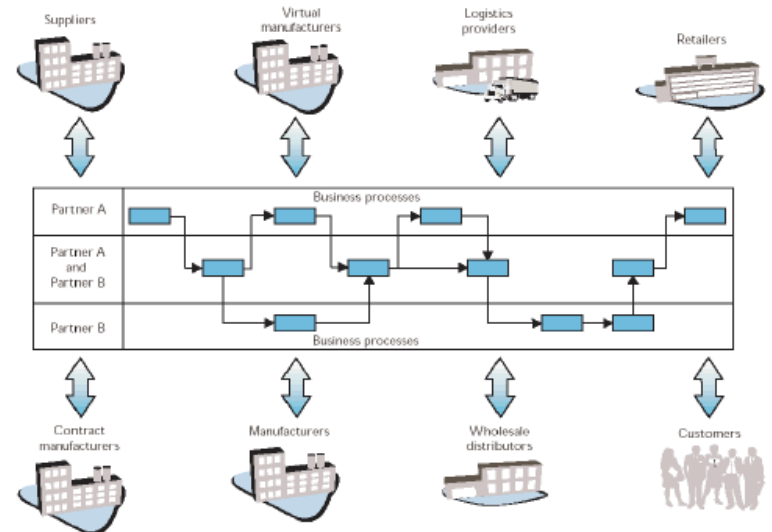 Suppliers
Virtual
manufacturers
Logistics
providers
Retailers
Business processes
Partner A
Partner A
and
Partner B
Partner B
Business processes
Contract
manufacturers
Manufacturers
Wholesale
distributors
Customers